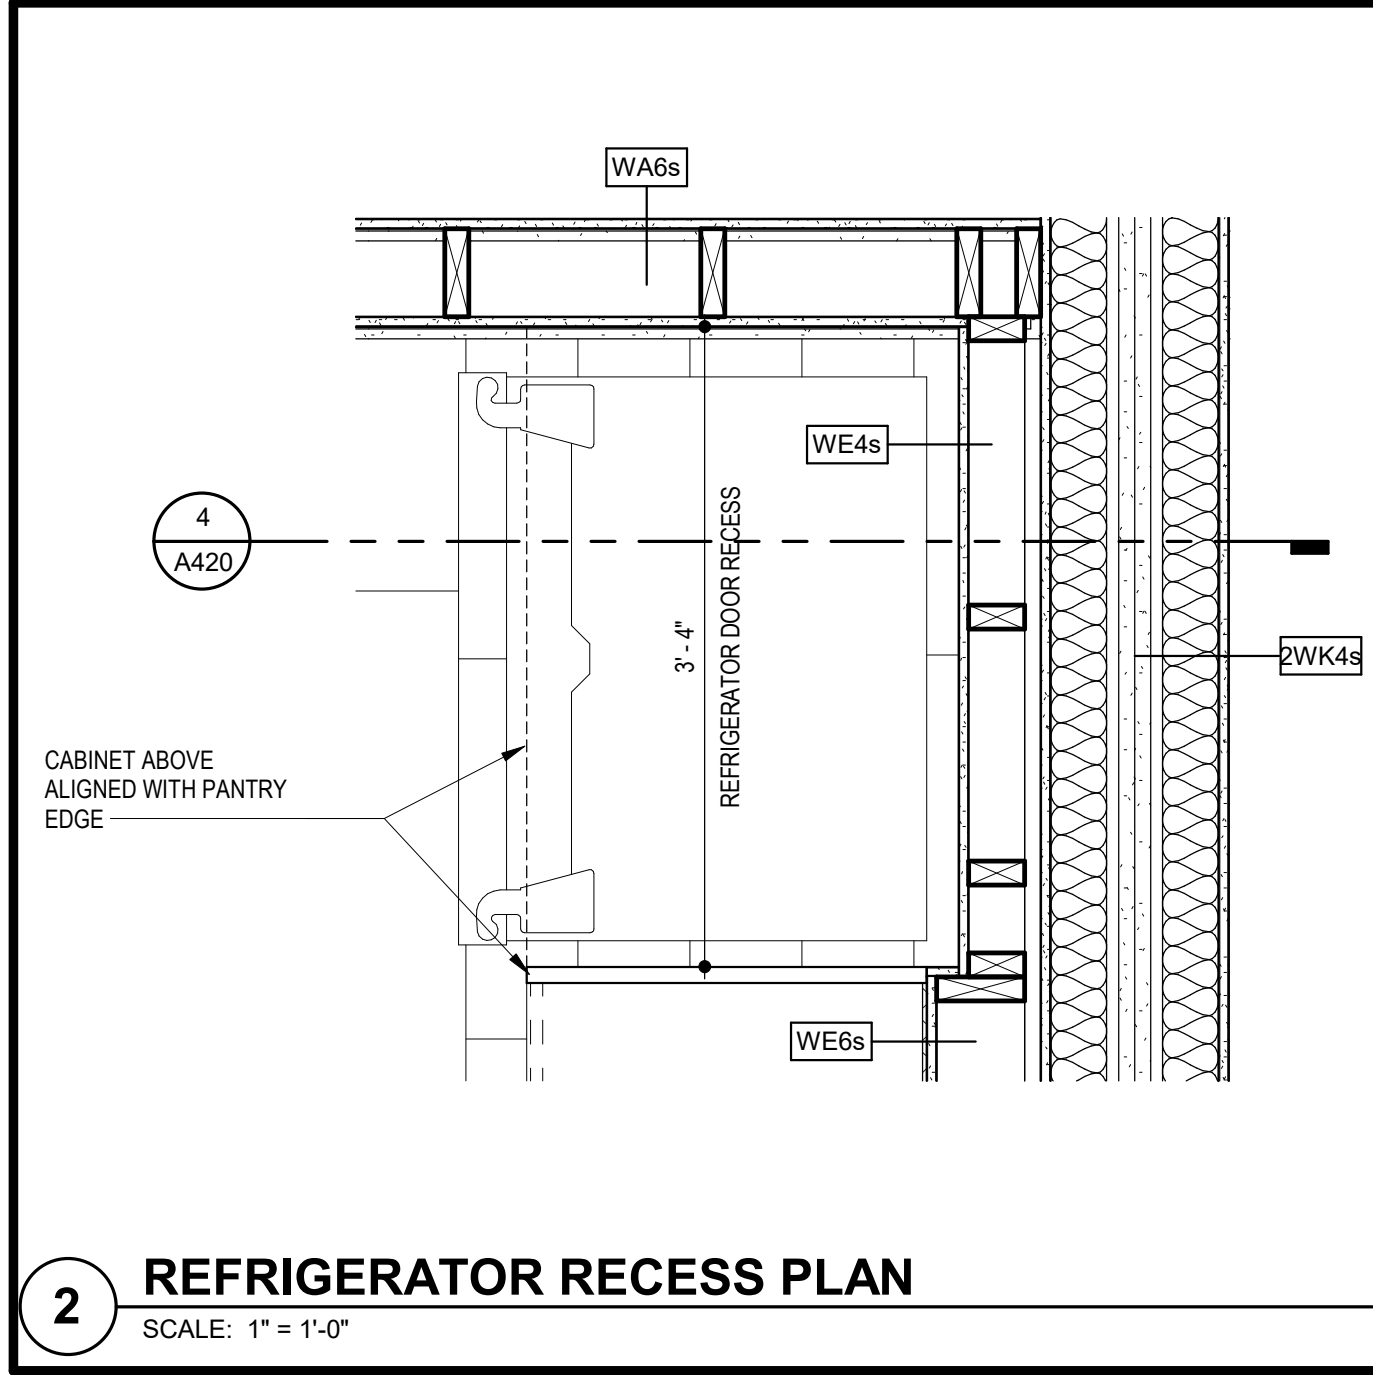 WA6s
WE4s
4
A420
3' - 4"
REFRIGERATOR DOOR RECESS
2WK4s
CABINET ABOVE
ALIGNED WITH PANTRY
EDGE
WE6s
2
REFRIGERATOR RECESS PLAN
SCALE: 1" = 1'-0"